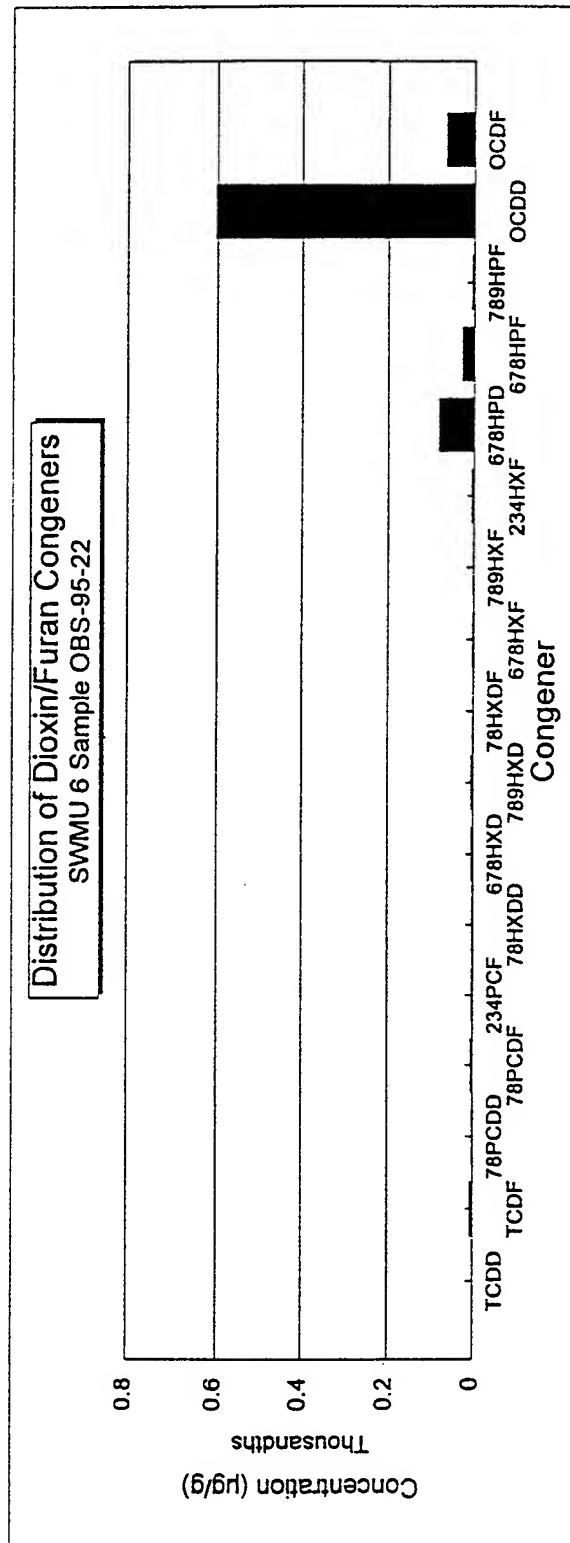 Distribution of Dioxin/Furan Congeners
SWMU 6 Sample OBS-95-22
Concentration (µg/g)
Thousandths
0.8
0.6
0.4
0.2
0
TCDD
TCDF
78PCDD
78PCDF
234PCF
78HXDD
678HXD
789HXD
78HXDF
678HXF
789HXF
234HXF
678HPD
678HPF
789HPF
OCDD
OCDF
Congener